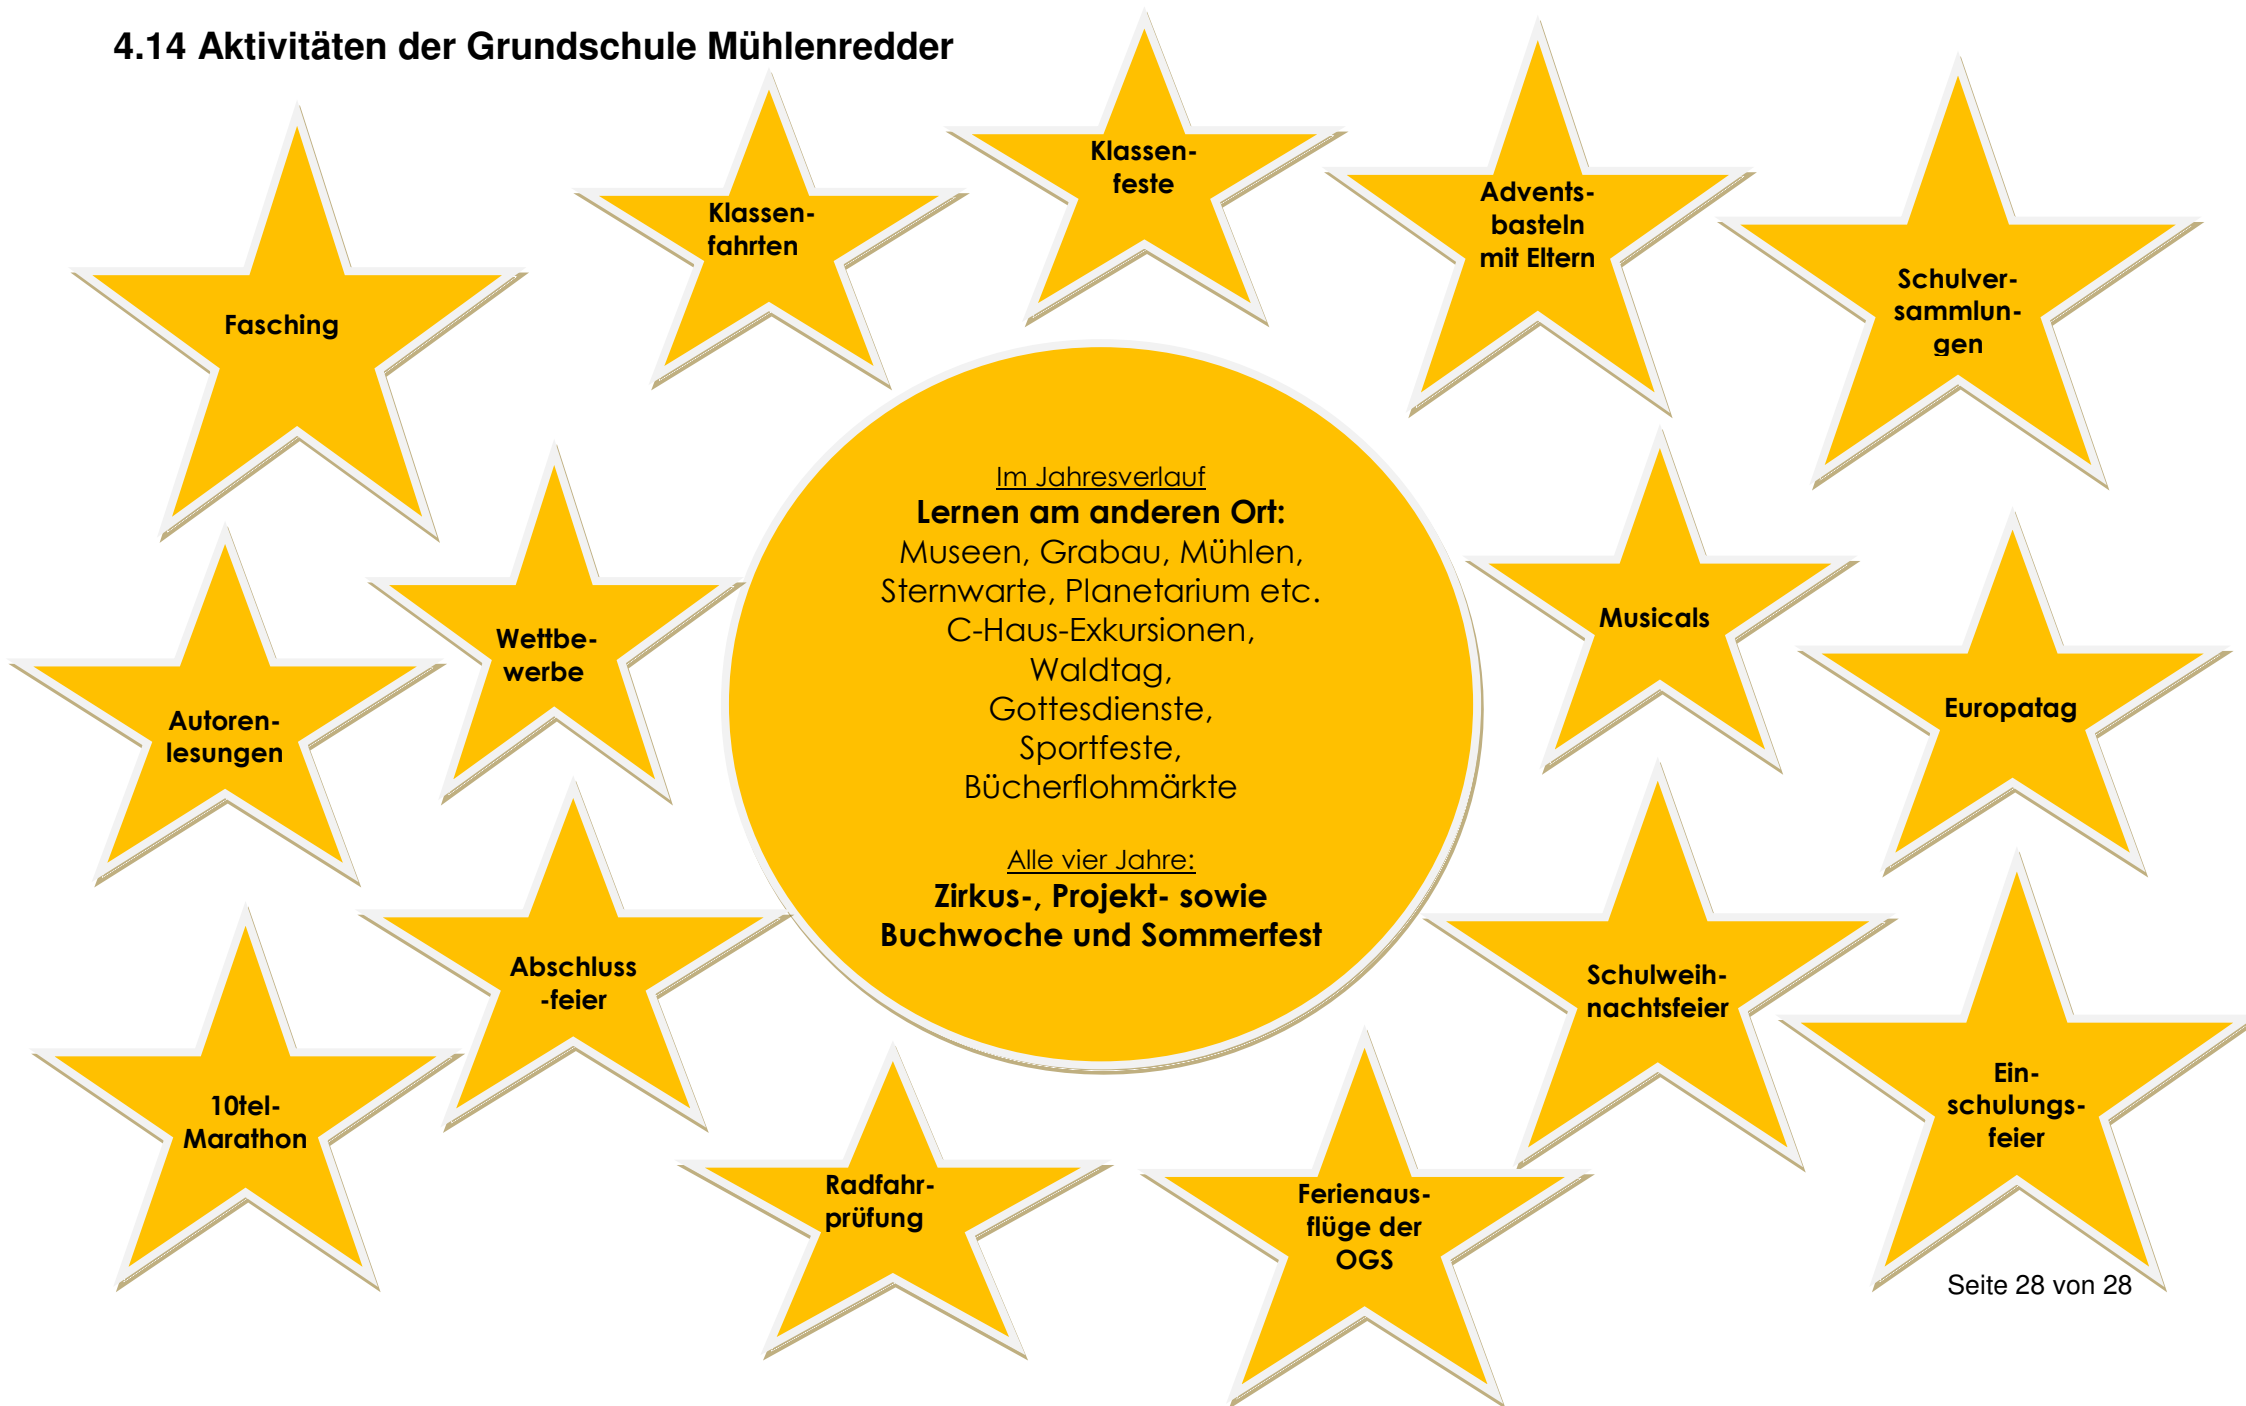 4.14 Aktivitäten der Grundschule Mühlenredder
Klassen-
feste
Klassen-
fahrten
Advents-
basteln
mit Eltern
Schulver-
sammlun-
gen
Fasching
Im Jahresverlauf
Lernen am anderen Ort:
Museen, Grabau, Mühlen,
Sternwarte, Planetarium etc.
C-Haus-Exkursionen,
Waldtag,
Gottesdienste,
Sportfeste,
Bücherflohmärkte
Alle vier Jahre:
Zirkus-, Projekt- sowie
Buchwoche und Sommerfest
Wettbe-
werbe
Musicals
Autoren-
lesungen
Europatag
Abschluss
-feier
Schulweih-
nachtsfeier
10tel-
Marathon
Ein-
schulungs-
feier
Radfahr-
prüfung
Ferienaus-
flüge der
OGS
Seite 28 von 28